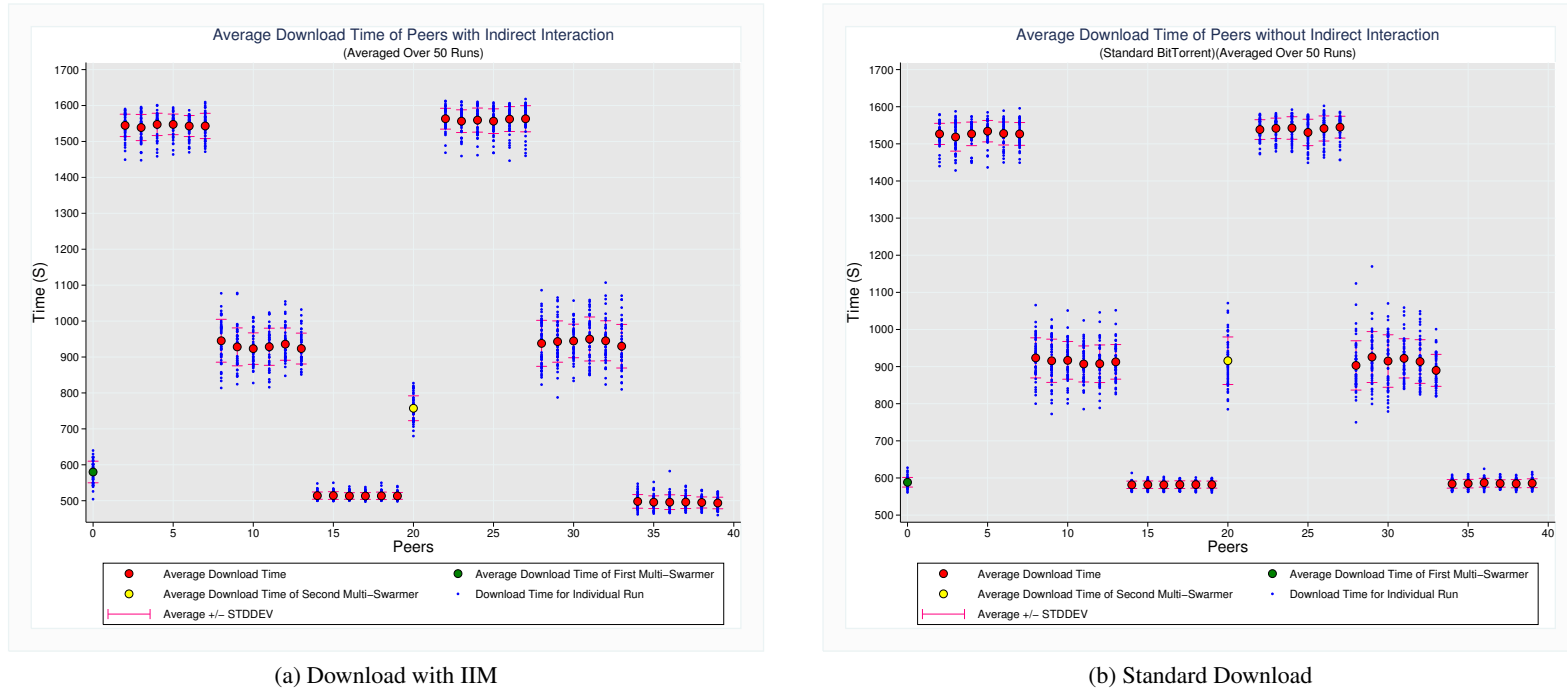 Average Download Time of Peers with Indirect Interaction
(Averaged Over 50 Runs)
1700
1600
1500
1400
1300
1200
1100
1000
900
800
700
600
500
Time (S)
0 5 10 15 20 25 30 35 40
Peers
Average Download Time
Average Download Time of First Multi-Swarmer
Average Download Time of Second Multi-Swarmer
Download Time for Individual Run
Average +/− STDDEV
(a) Download with IIM
Average Download Time of Peers without Indirect Interaction
(Standard BitTorrent)(Averaged Over 50 Runs)
1700
1600
1500
1400
1300
1200
1100
1000
900
800
700
600
500
Time (S)
0 5 10 15 20 25 30 35 40
Peers
Average Download Time
Average Download Time of First Multi-Swarmer
Average Download Time of Second Multi-Swarmer
Download Time for Individual Run
Average +/− STDDEV
(b) Standard Download